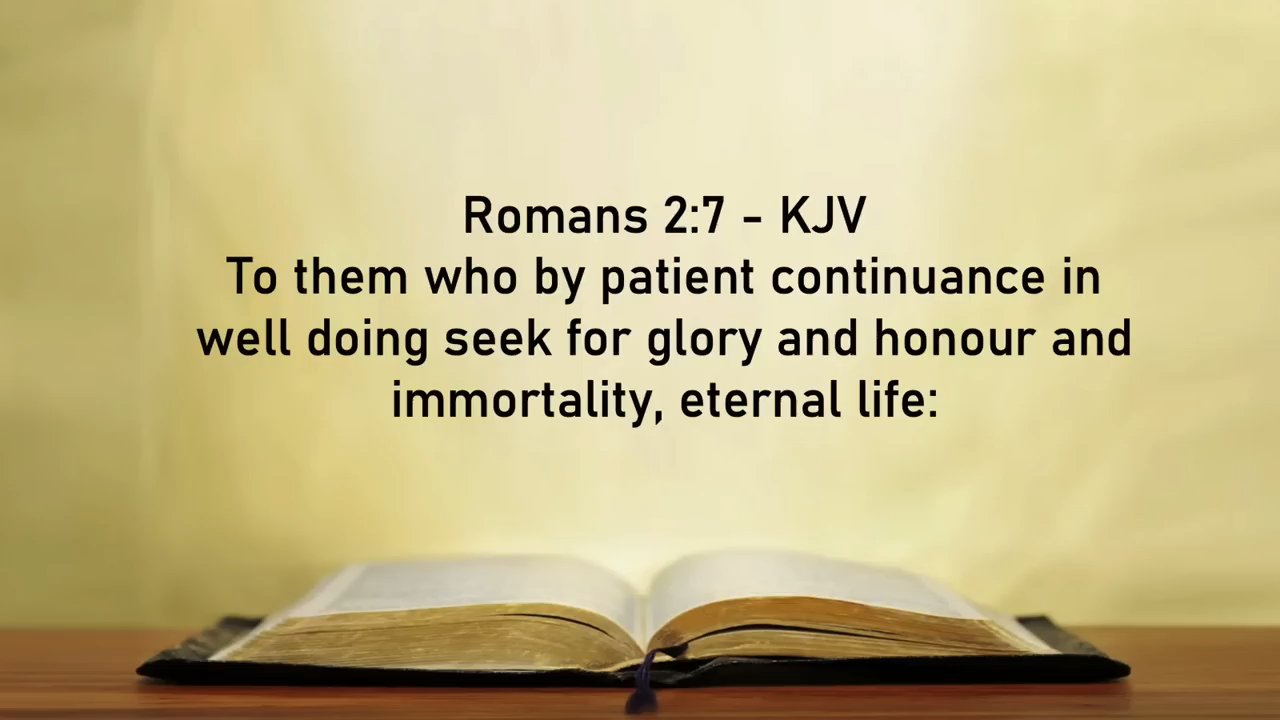 Romans 2:7 - KJV
To them who by patient continuance in
well doing seek for glory and honour and
immortality, eternal life: